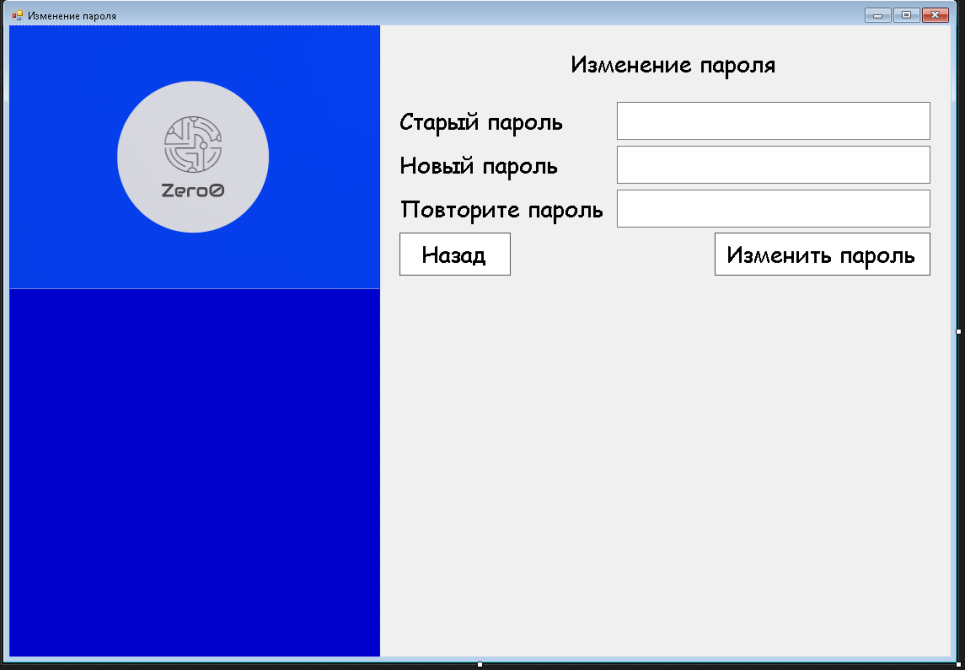 Изменение пароля
Zero0
Изменение пароля
Старый пароль
Новый пароль
Повторите пароль
Назад
Изменить пароль